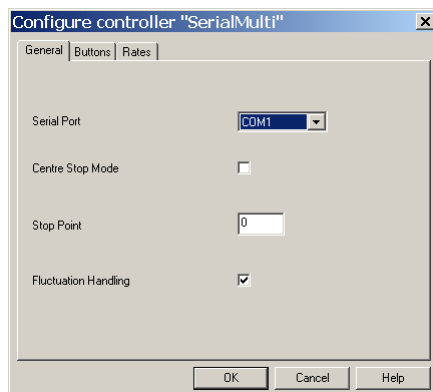 Configure controller "SerialMulti"
General Buttons Rates
Serial Port COM1
Centre Stop Mode
Stop Point 0
Fluctuation Handling
OK Cancel Help